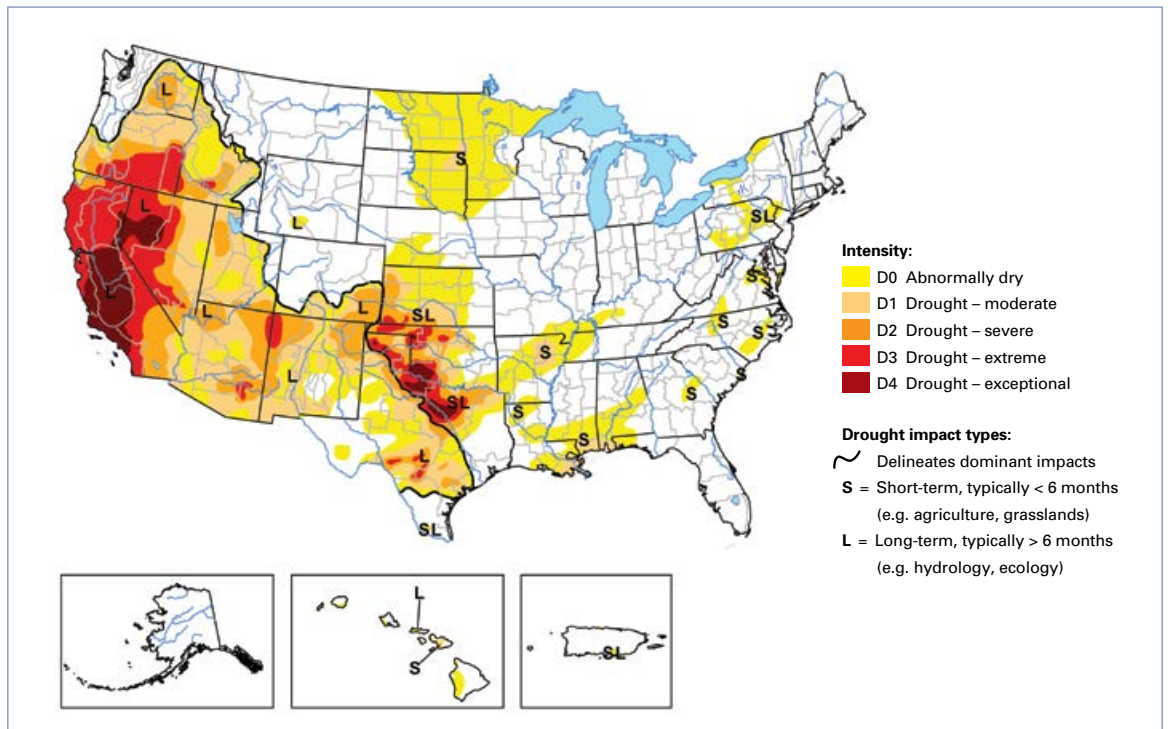 L
S
L
L
SL
S
L
L
L
SL
S
S
S
L
SL
S
S
S
S
L
S
SL
L
S
SL
Intensity:
D0 Abnormally dry
D1 Drought – moderate
D2 Drought – severe
D3 Drought – extreme
D4 Drought – exceptional
Drought impact types:
Delineates dominant impacts
S = Short-term, typically < 6 months
(e.g. agriculture, grasslands)
L = Long-term, typically > 6 months
(e.g. hydrology, ecology)